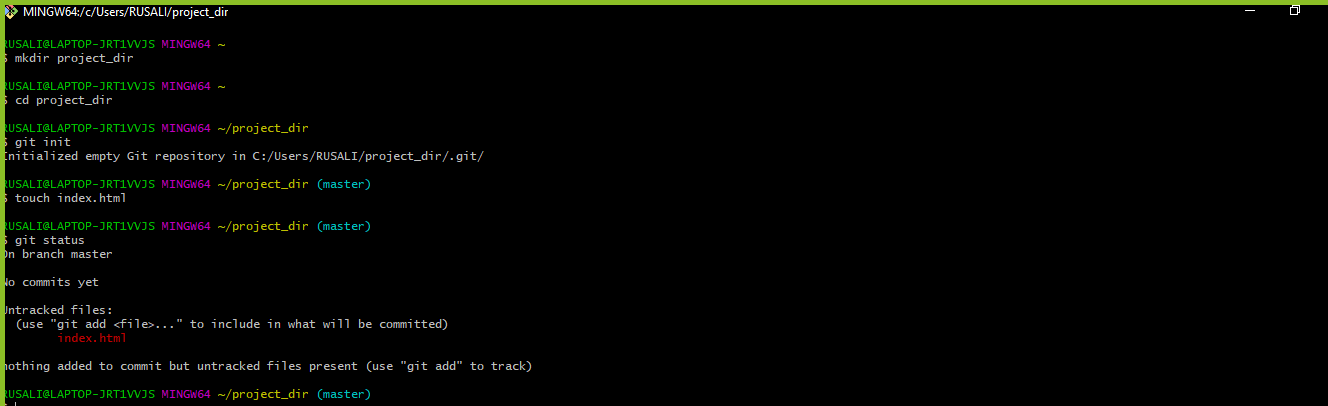 MINGW64:/c/Users/RUSALI/project_dir
RUSALI@LAPTOP-JRT1VVJS MINGW64 ~
$ mkdir project_dir
RUSALI@LAPTOP-JRT1VVJS MINGW64 ~
$ cd project_dir
RUSALI@LAPTOP-JRT1VVJS MINGW64 ~/project_dir
$ git init
Initialized empty Git repository in C:/Users/RUSALI/project_dir/.git/
RUSALI@LAPTOP-JRT1VVJS MINGW64 ~/project_dir (master)
$ touch index.html
RUSALI@LAPTOP-JRT1VVJS MINGW64 ~/project_dir (master)
$ git status
On branch master
No commits yet
Untracked files:
(use "git add <file>..." to include in what will be committed)
index.html
nothing added to commit but untracked files present (use "git add" to track)
RUSALI@LAPTOP-JRT1VVJS MINGW64 ~/project_dir (master)
$